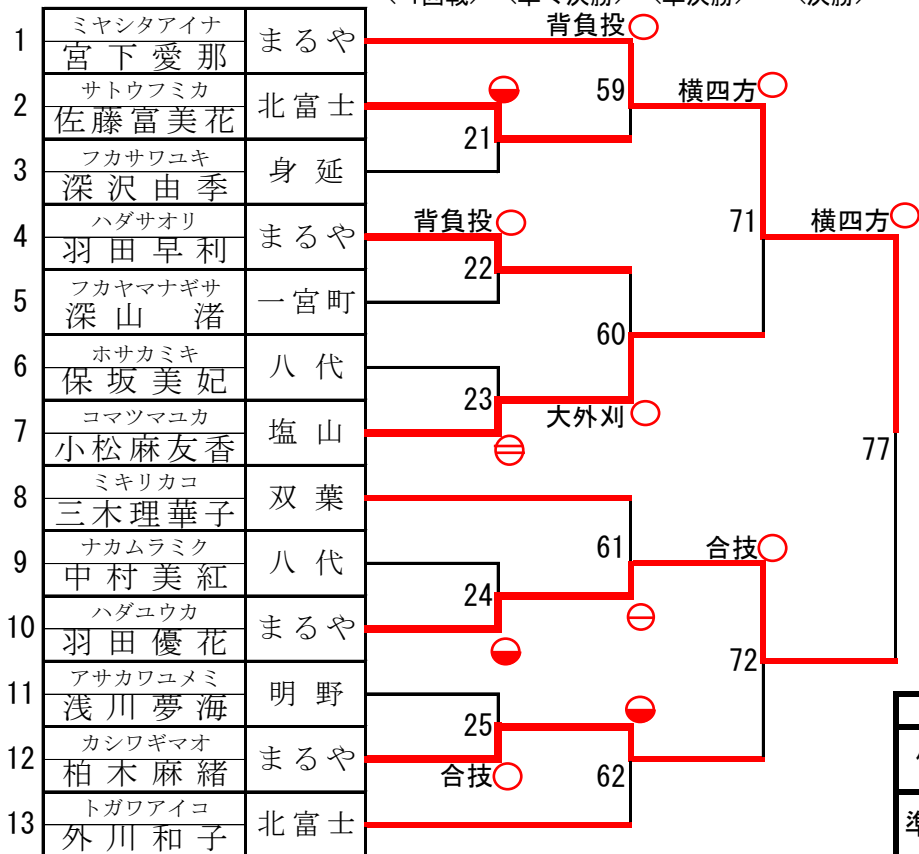 背負投
1 ミヤシタアイナ 宮下愛那 まるや
59 横四方
2 サトウフミカ 佐藤富美花 北富士
21
3 フカサワユキ 深沢由季 身延
4 ハダサオリ 羽田早利 まるや
背負投 71 横四方
22
5 フカヤマナギサ 深山 渚 一宮町
60
6 ホサカミキ 保坂美妃 八代
23 大外刈
7 コマツマユカ 小松麻友香 塩山
77
8 ミキリカコ 三木理華子 双葉
61 合技
9 ナカムラミク 中村美紅 八代
24
10 ハダユウカ 羽田優花 まるや
72
11 アサカワユメミ 浅川夢海 明野
25
12 カシワギマオ 柏木麻緒 まるや
合技 62
13 トガワアイコ 外川和子 北富士